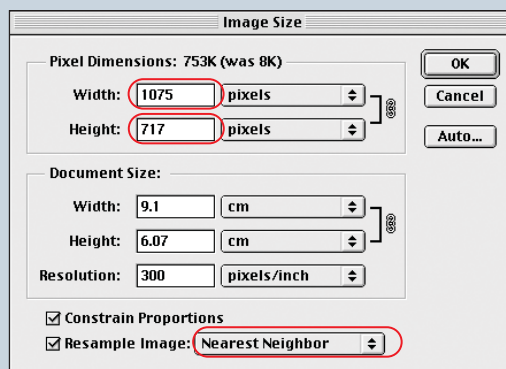 Image Size
Pixel Dimensions: 753K (was 8K)
Width: 1075 pixels
Height: 717 pixels
OK
Cancel
Auto...
Document Size:
Width: 9.1 cm
Height: 6.07 cm
Resolution: 300 pixels/inch
Constrain Proportions
Resample Image: Nearest Neighbor